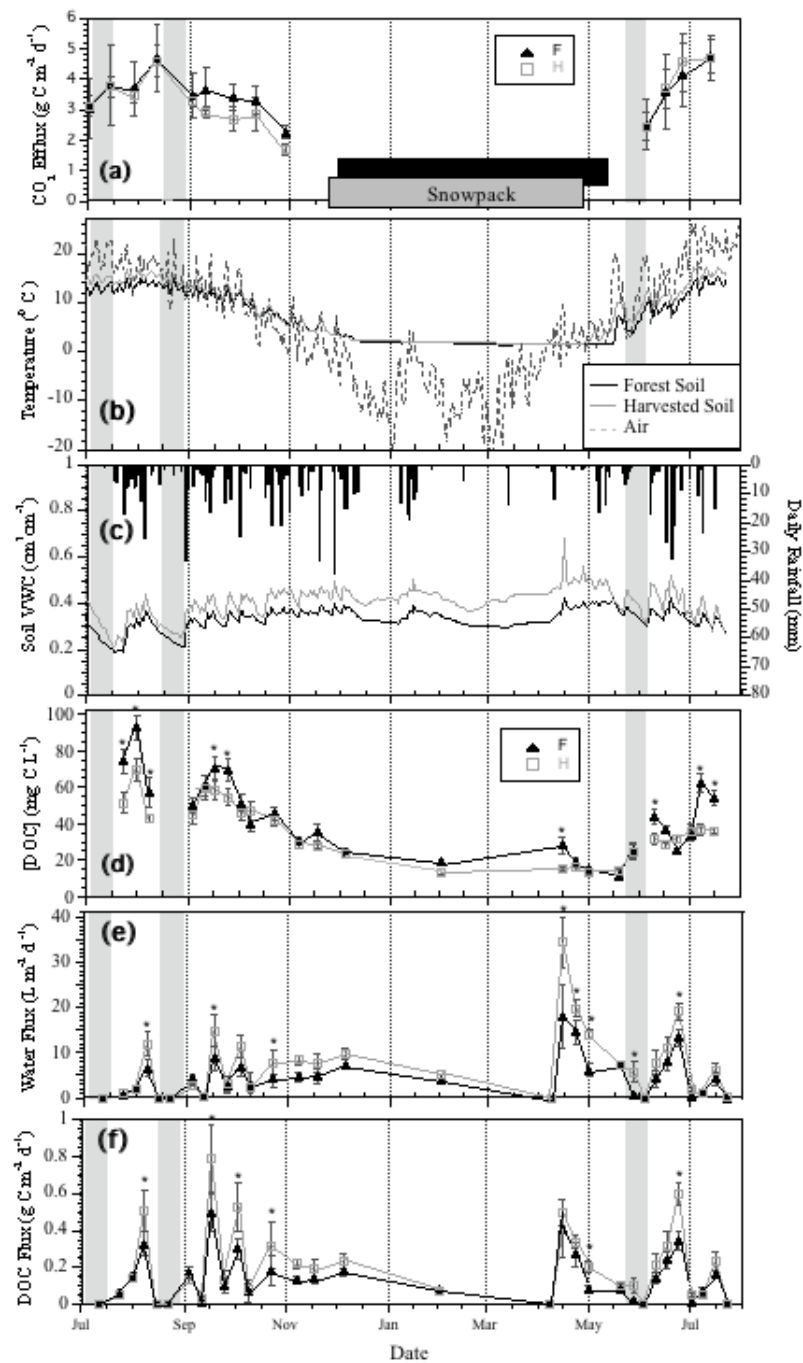 6
5
4
3
2
1
0
CO₂ Efflux (g C m⁻² d⁻¹)
F
H
(a)
Snowpack
20
10
0
-10
-20
Temperature (° C)
(b)
Forest Soil
Harvested Soil
Air
1
0.8
0.6
0.4
0.2
0
Soil VWC (cm³cm⁻³)
(c)
0
10
20
30
40
50
60
70
80
Daily Rainfall (mm)
100
80
60
40
20
0
[DOC] (mg C L⁻¹)
F
H
(d)
* * * * * * * * *
40
30
20
10
0
Water Flux (L m⁻² d⁻¹)
(e)
* * * * * * * *
1
0.8
0.6
0.4
0.2
0
DOC Flux (g C m⁻² d⁻¹)
(f)
* * * * * *
Jul Sep Nov Jan Mar May Jul
Date